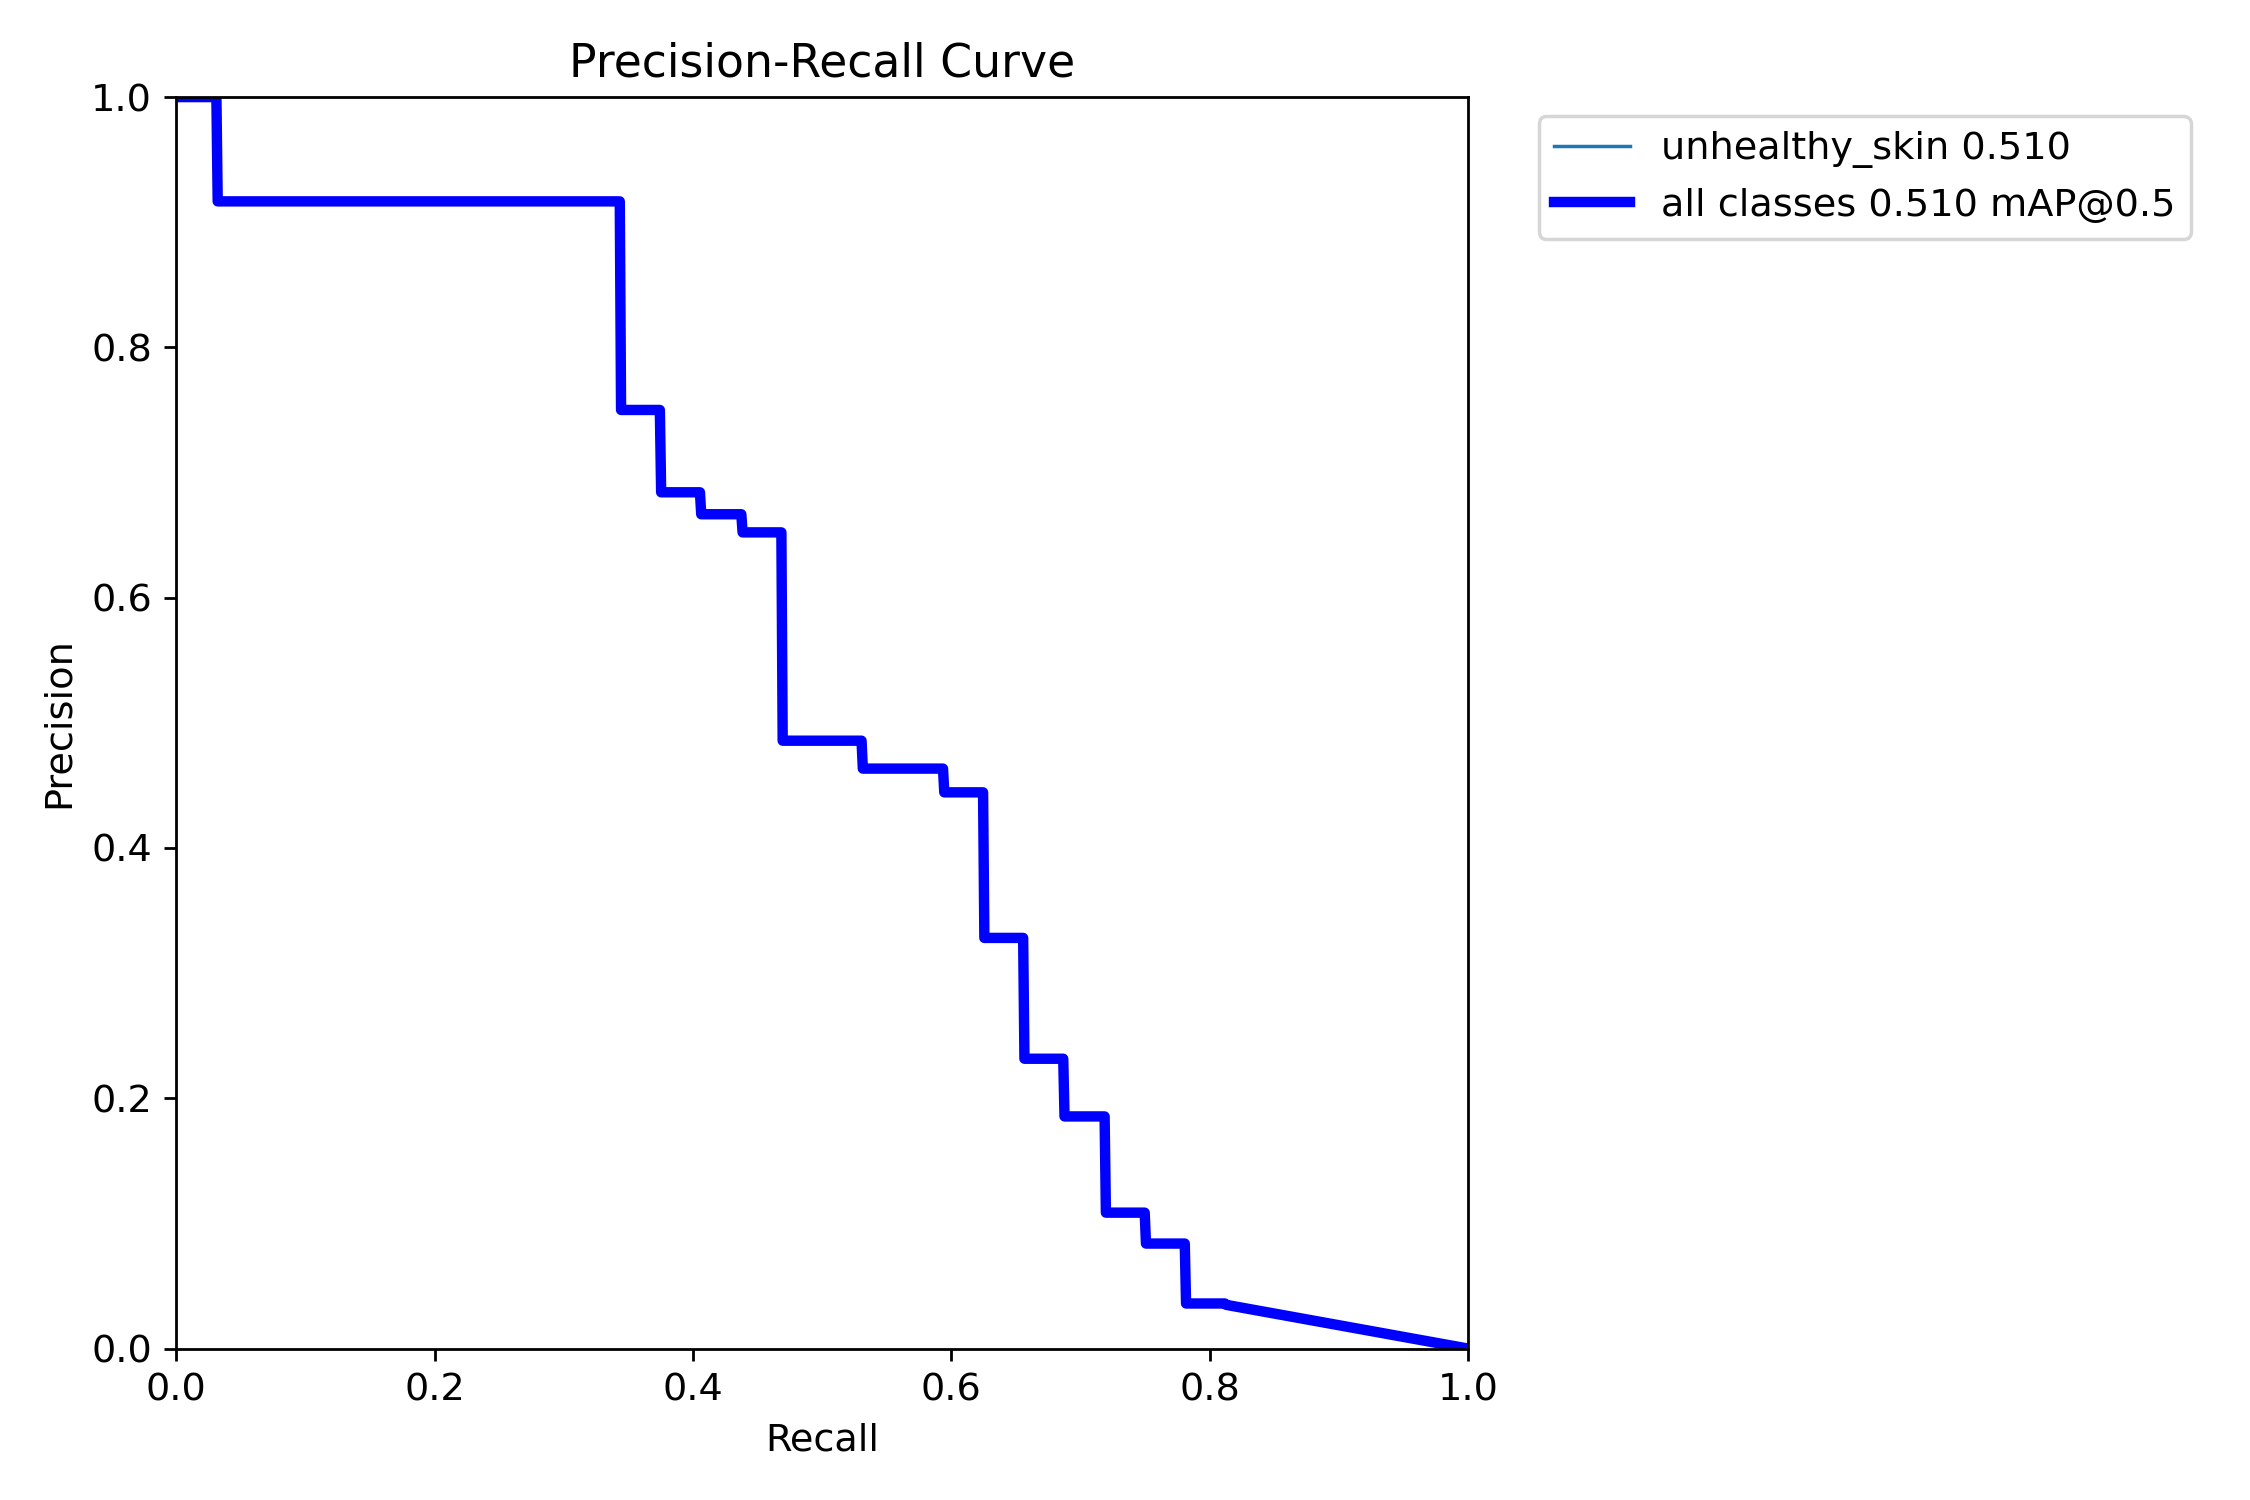 Precision-Recall Curve
1.0
0.8
0.6
0.4
0.2
0.0
Precision
0.0 0.2 0.4 0.6 0.8 1.0
Recall
unhealthy_skin 0.510
all classes 0.510 mAP@0.5